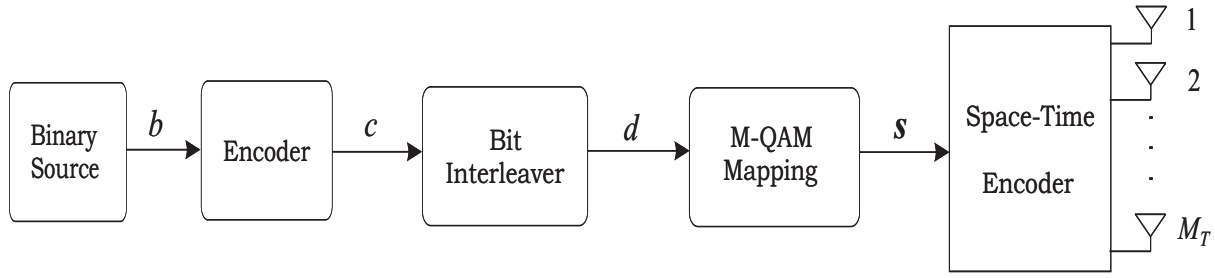 Binary
Source
b
Encoder
c
Bit
Interleaver
d
M-QAM
Mapping
s
Space-Time
Encoder
1
2
M_T